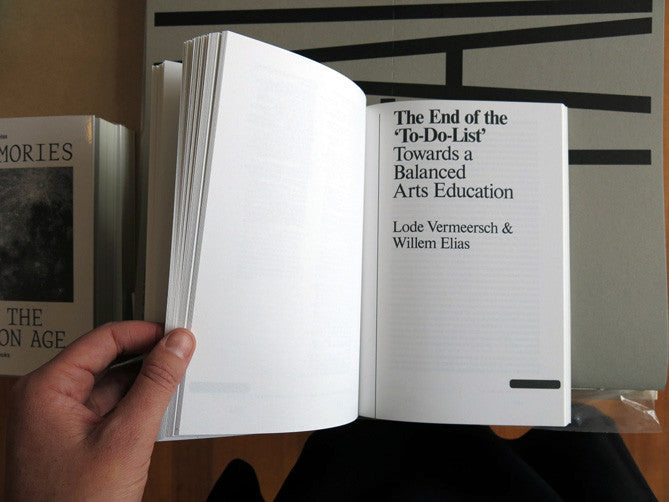 MORIES
THE
ON AGE
The End of the
‘To-Do-List’
Towards a
Balanced
Arts Education
Lode Vermeersch &
Willem Elias